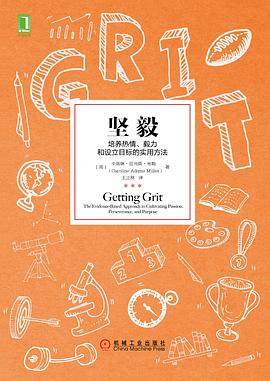 GRIT
坚毅
培养热情、毅力
和设立目标的实用方法
[美]
卡洛琳·亚当斯·米勒
(Caroline Adams Miller)
著
王正林 译
Getting Grit
The Evidence-Based Approach to Cultivating Passion,
Perseverance, and Purpose
机械工业出版社
China Machine Press